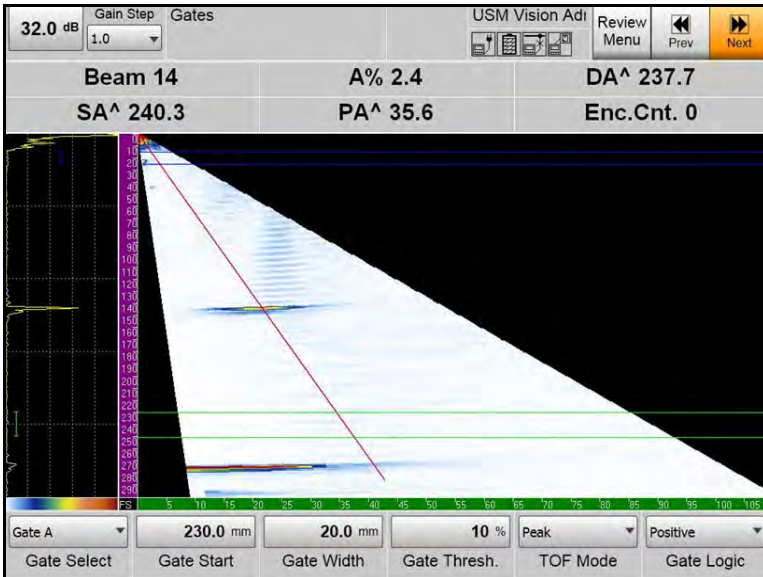 32.0 dB
Gain Step
1.0
Gates
USM Vision Adı
Review Menu
Prev
Next
Beam 14
A% 2.4
DA^ 237.7
SA^ 240.3
PA^ 35.6
Enc.Cnt. 0
0
10
20
30
40
50
60
70
80
90
100
110
120
130
140
150
160
170
180
190
200
210
220
230
240
250
260
270
280
290
FS 5 10 15 20 25 30 35 40 45 50 55 60 65 70 75 80 85 90 95 100 105
Gate A
230.0 mm
20.0 mm
10 %
Peak
Positive
Gate Select
Gate Start
Gate Width
Gate Thresh.
TOF Mode
Gate Logic